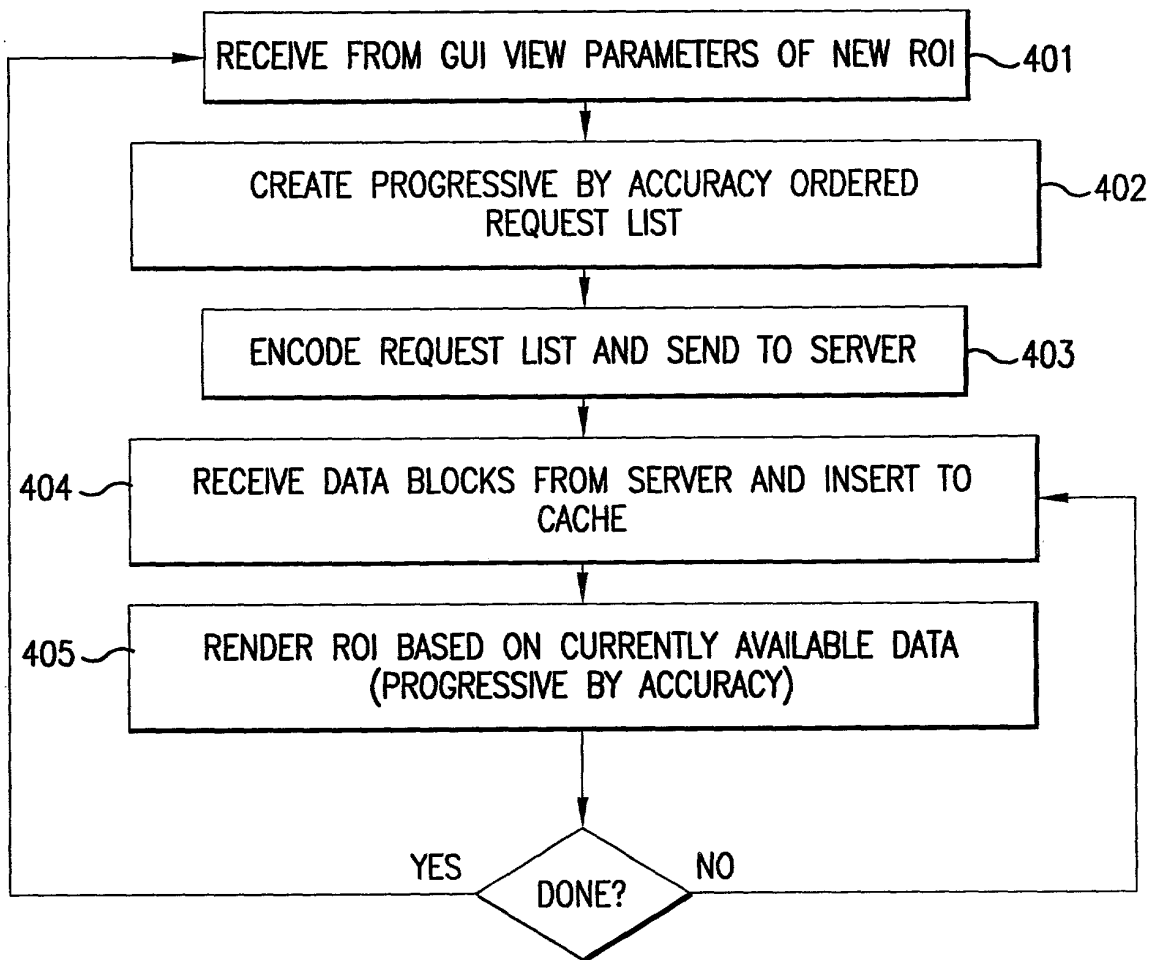 RECEIVE FROM GUI VIEW PARAMETERS OF NEW ROI
401
CREATE PROGRESSIVE BY ACCURACY ORDERED
REQUEST LIST
402
ENCODE REQUEST LIST AND SEND TO SERVER
403
404
RECEIVE DATA BLOCKS FROM SERVER AND INSERT TO
CACHE
405
RENDER ROI BASED ON CURRENTLY AVAILABLE DATA
(PROGRESSIVE BY ACCURACY)
YES
NO
DONE?